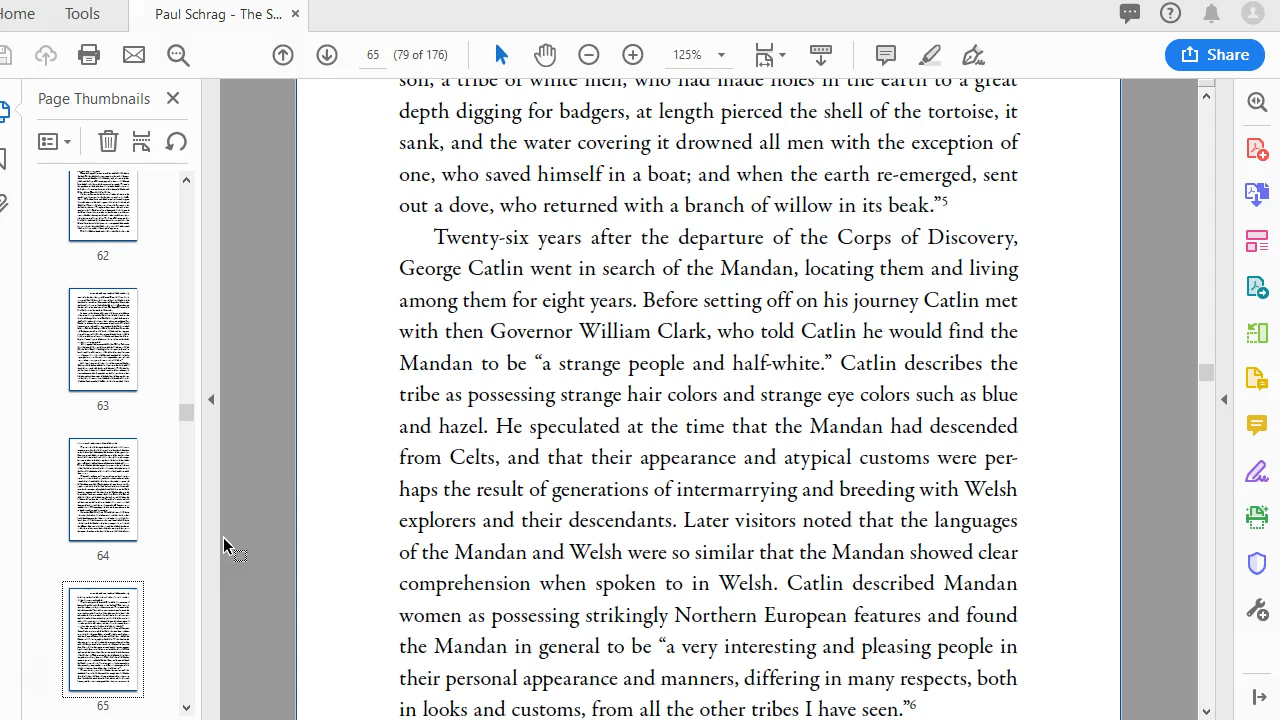 Home
Tools
Paul Schrag - The S...
65
(79 of 176)
125%
Share
Page Thumbnails
62
63
64
65
soil, a tribe of white men, who had made holes in the earth to a great
depth digging for badgers, at length pierced the shell of the tortoise, it
sank, and the water covering it drowned all men with the exception of
one, who saved himself in a boat; and when the earth re-emerged, sent
out a dove, who returned with a branch of willow in its beak.”⁵
Twenty-six years after the departure of the Corps of Discovery,
George Catlin went in search of the Mandan, locating them and living
among them for eight years. Before setting off on his journey Catlin met
with then Governor William Clark, who told Catlin he would find the
Mandan to be “a strange people and half-white.” Catlin describes the
tribe as possessing strange hair colors and strange eye colors such as blue
and hazel. He speculated at the time that the Mandan had descended
from Celts, and that their appearance and atypical customs were per-
haps the result of generations of intermarrying and breeding with Welsh
explorers and their descendants. Later visitors noted that the languages
of the Mandan and Welsh were so similar that the Mandan showed clear
comprehension when spoken to in Welsh. Catlin described Mandan
women as possessing strikingly Northern European features and found
the Mandan in general to be “a very interesting and pleasing people in
their personal appearance and manners, differing in many respects, both
in looks and customs, from all the other tribes I have seen.”⁶